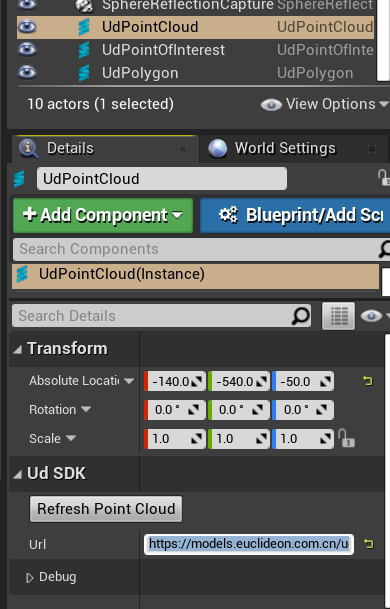 SphereReflectionCapture SphereReflect
UdPointCloud UdPointCloud
UdPointOfInterest UdPointOfInte
UdPolygon UdPolygon
10 actors (1 selected) View Options
Details World Settings
UdPointCloud
+ Add Component Blueprint/Add Scr
Search Components
UdPointCloud(Instance)
Search Details
Transform
Absolute Locatic -140.0 -540.0 -50.0
Rotation 0.0 ° 0.0 ° 0.0 °
Scale 1.0 1.0 1.0
Ud SDK
Refresh Point Cloud
Url https://models.euclideon.com.cn/u
Debug